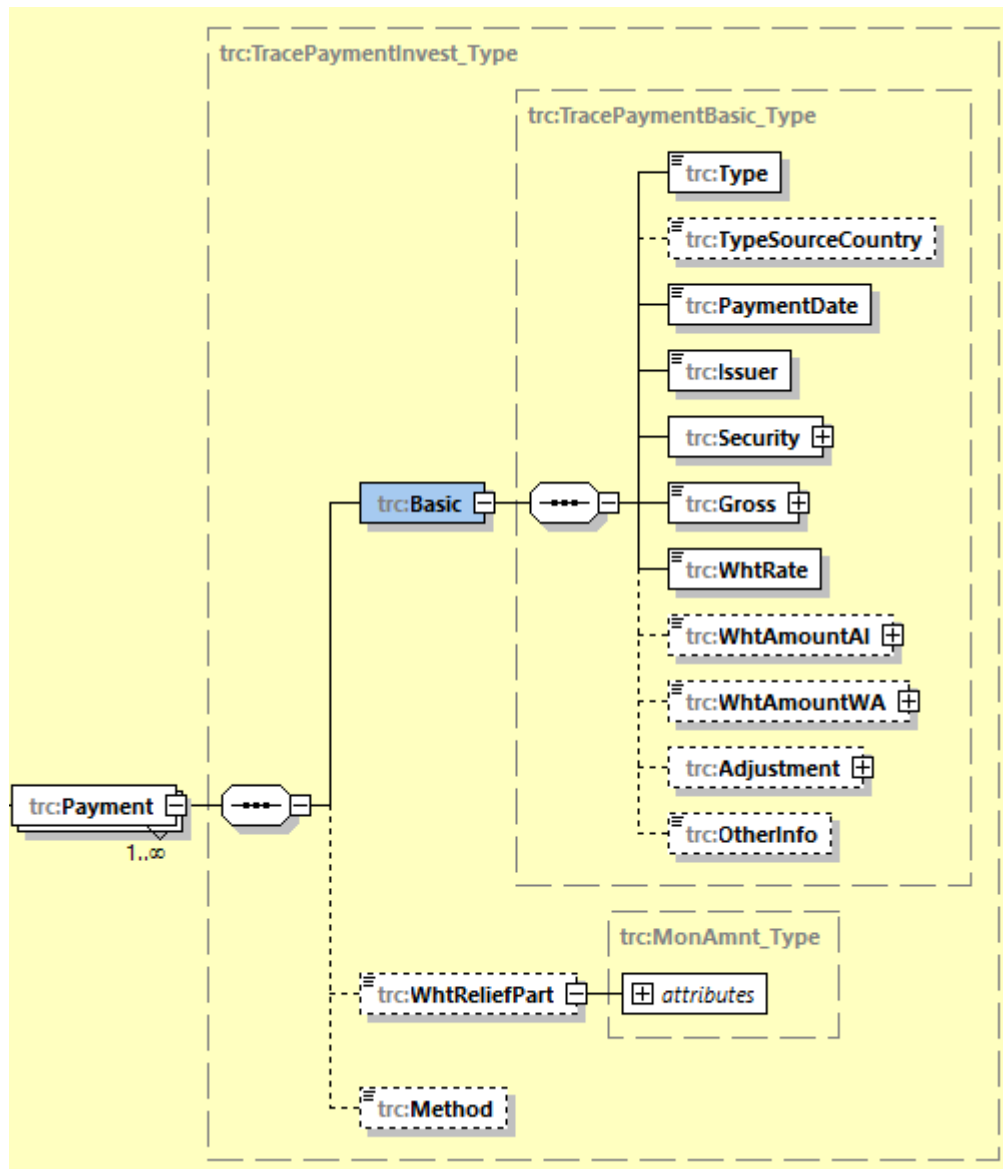 trc:TracePaymentInvest_Type
trc:TracePaymentBasic_Type
trc:Type
trc:TypeSourceCountry
trc:PaymentDate
trc:Issuer
trc:Security
trc:Basic
trc:Gross
trc:WhtRate
trc:WhtAmountAI
trc:WhtAmountWA
trc:Adjustment
trc:Payment
1..∞
trc:OtherInfo
trc:MonAmnt_Type
trc:WhtReliefPart
attributes
trc:Method